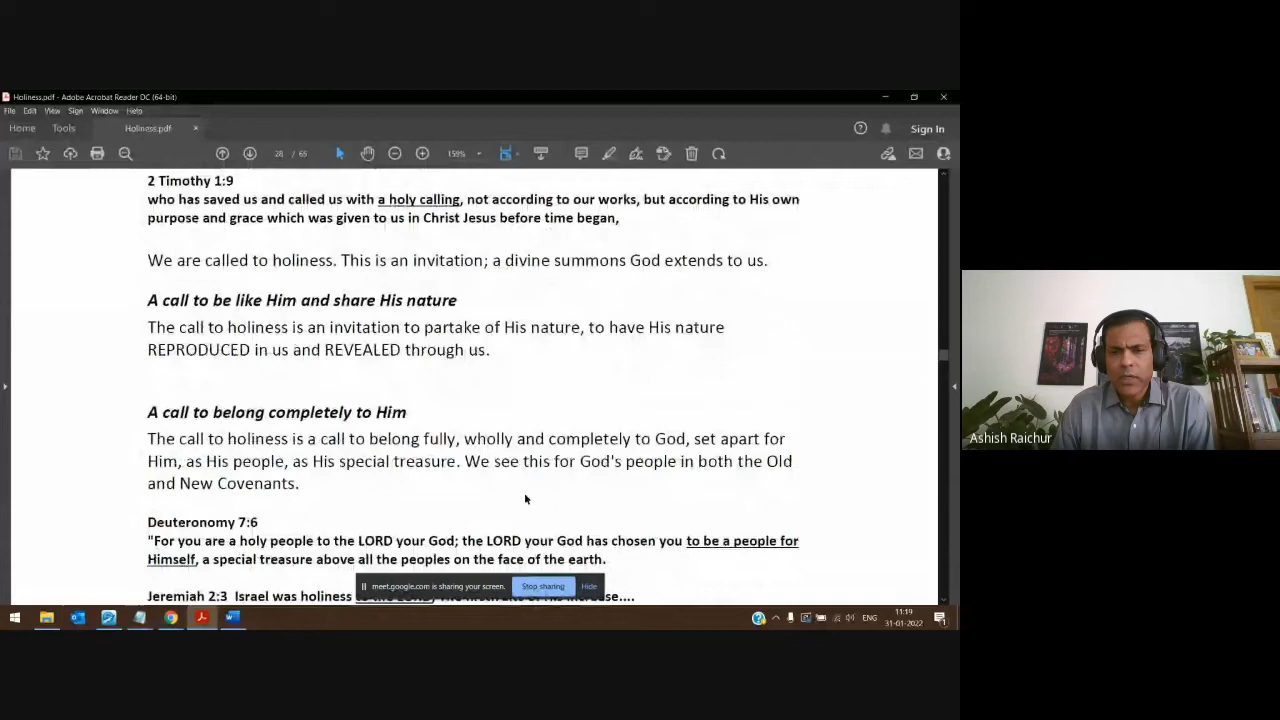 Holiness.pdf - Adobe Acrobat Reader DC (64-bit)
File Edit View Sign Window Help
Home Tools Holiness.pdf × Sign In
28 / 65 159%
2 Timothy 1:9
who has saved us and called us with a holy calling, not according to our works, but according to His own
purpose and grace which was given to us in Christ Jesus before time began,
We are called to holiness. This is an invitation; a divine summons God extends to us.
A call to be like Him and share His nature
The call to holiness is an invitation to partake of His nature, to have His nature
REPRODUCED in us and REVEALED through us.
A call to belong completely to Him
The call to holiness is a call to belong fully, wholly and completely to God, set apart for
Him, as His people, as His special treasure. We see this for God's people in both the Old
and New Covenants.
Deuteronomy 7:6
"For you are a holy people to the LORD your God; the LORD your God has chosen you to be a people for
Himself, a special treasure above all the peoples on the face of the earth.
meet.google.com is sharing your screen. Stop sharing Hide
Jeremiah 2:3 Israel was holiness
ENG
11:19
31-01-2022
Ashish Raichur